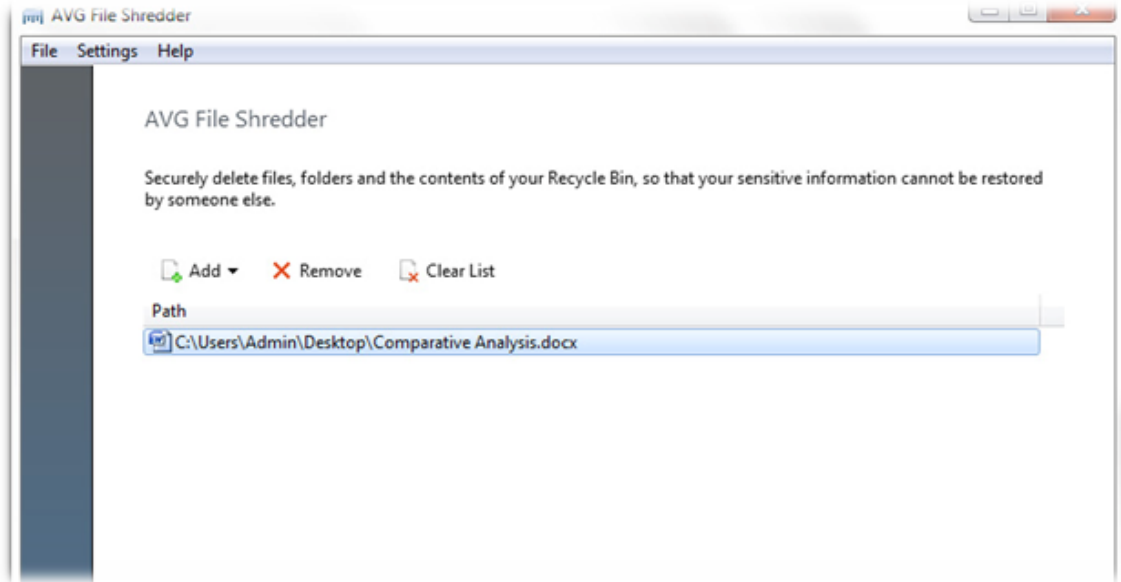 AVG File Shredder
File Settings Help
AVG File Shredder
Securely delete files, folders and the contents of your Recycle Bin, so that your sensitive information cannot be restored
by someone else.
Add Remove Clear List
Path
C:\Users\Admin\Desktop\Comparative Analysis.docx